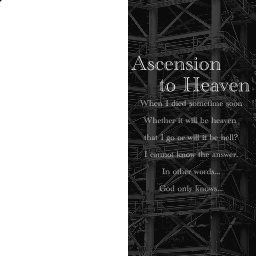 Ascension
to Heaven
When I died sometime soon
Whether it will be heaven
that I go or will it be hell?
I cannot know the answer.
In other words...
God only knows...